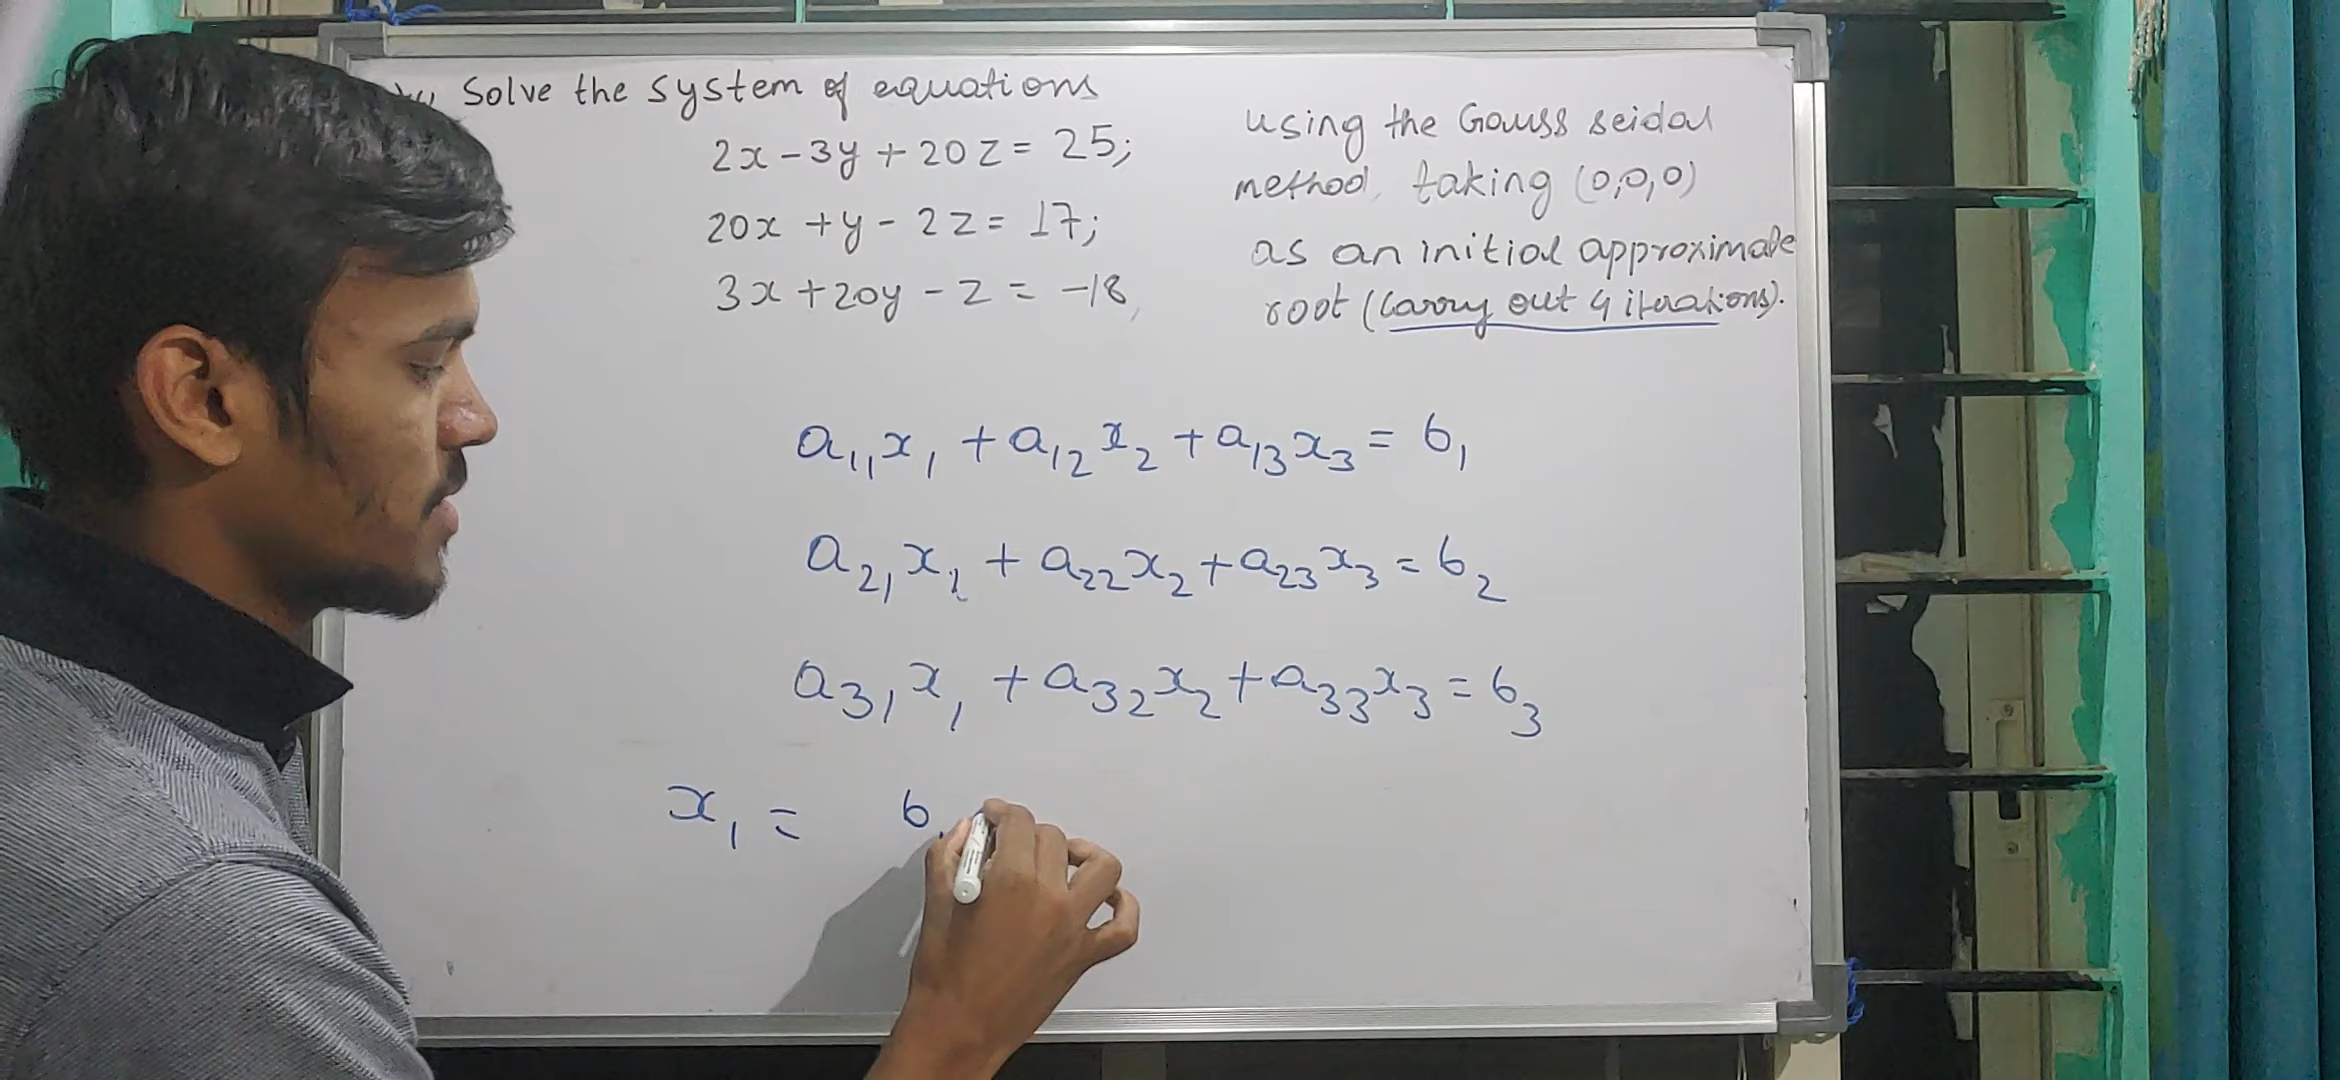 Solve the system of equations
2x - 3y + 20z = 25;
20x + y - 2z = 17;
3x + 20y - z = -18,
using the Gauss seidal
method, taking (0,0,0)
as an initial approximate
root (Carry out 4 iterations).
a₁₁x₁ + a₁₂x₂ + a₁₃x₃ = b₁
a₂₁x₁ + a₂₂x₂ + a₂₃x₃ = b₂
a₃₁x₁ + a₃₂x₂ + a₃₃x₃ = b₃
x₁ = b₁